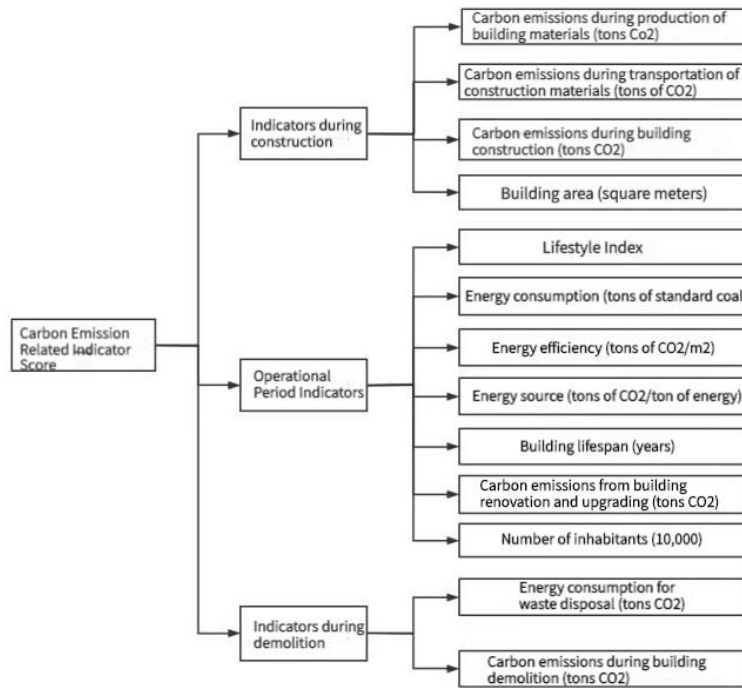 Carbon Emission
Related Indicator
Score
Indicators during
construction
Carbon emissions during production of
building materials (tons Co2)
Carbon emissions during transportation of
construction materials (tons of CO2)
Carbon emissions during building
construction (tons CO2)
Building area (square meters)
Operational
Period Indicators
Lifestyle Index
Energy consumption (tons of standard coal
Energy efficiency (tons of CO2/m2)
Energy source (tons of CO2/ton of energy)
Building lifespan (years)
Carbon emissions from building
renovation and upgrading (tons CO2)
Number of inhabitants (10,000)
Indicators during
demolition
Energy consumption for
waste disposal (tons CO2)
Carbon emissions during building
demolition (tons CO2)